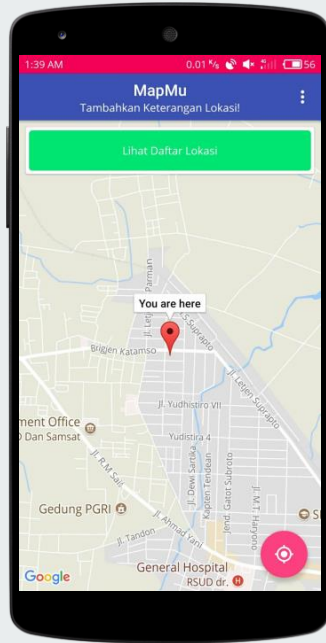 1:39 AM
0.01 K/s
56
MapMu
Tambahkan Keterangan Lokasi!
Lihat Daftar Lokasi
Jl. Letjen S. Parman
You are here
Brigjen Katamso
Jl. Letjen Suprapto
Jl. Yudhistiro VII
ment Office
Dan Samsat
Yudistira 4
Jl. R.M. Said
Jl. Dewi Sartika
Kapten Tendean
Jend. Gatot Subroto
Jl. M.T. Haryono
Gedung PGRI
Jl. Tandon
Jl. Ahmad Yani
General Hospital
RSUD dr.
Google